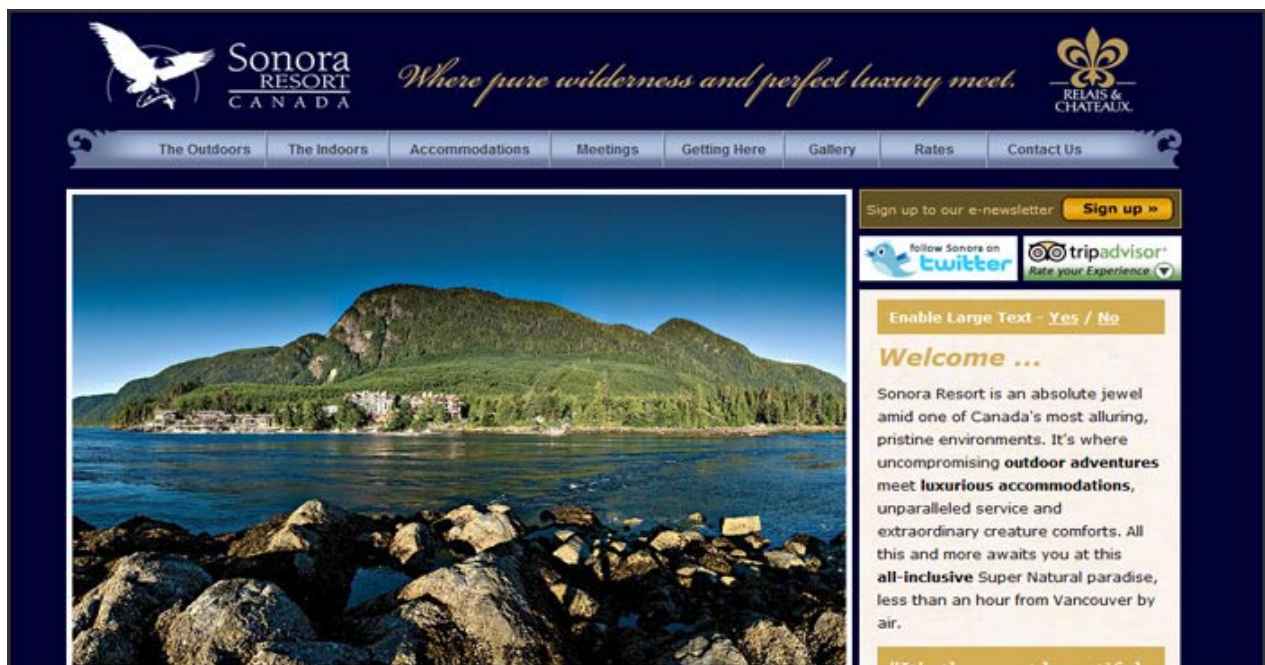 Sonora
RESORT
CANADA
Where pure wilderness and perfect luxury meet.
RELAIS &
CHATEAUX.
The Outdoors
The Indoors
Accommodations
Meetings
Getting Here
Gallery
Rates
Contact Us
Sign up to our e-newsletter
Sign up »
follow Sonora on
twitter
tripadvisor
Rate your Experience
Enable Large Text - Yes / No
Welcome ...
Sonora Resort is an absolute jewel
amid one of Canada's most alluring,
pristine environments. It's where
uncompromising outdoor adventures
meet luxurious accommodations,
unparalleled service and
extraordinary creature comforts. All
this and more awaits you at this
all-inclusive Super Natural paradise,
less than an hour from Vancouver by
air.